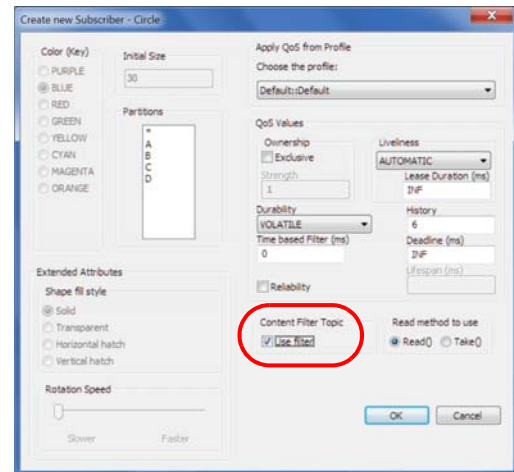 Create new Subscriber - Circle
Color (Key)
PURPLE
BLUE
RED
GREEN
YELLOW
CYAN
MAGENTA
ORANGE
Initial Size
30
Partitions
*
A
B
C
D
Extended Attributes
Shape fill style
Solid
Transparent
Horizontal hatch
Vertical hatch
Rotation Speed
Slower Faster
Apply QoS from Profile
Choose the profile:
Default::Default
QoS Values
Ownership
Exclusive
Strength
1
Liveliness
AUTOMATIC
Lease Duration (ms)
INF
Durability
VOLATILE
Time based Filter (ms)
0
History
6
Deadline (ms)
INF
Lifespan (ms)
Reliability
Content Filter Topic
Use filter
Read method to use
Read() Take()
OK Cancel